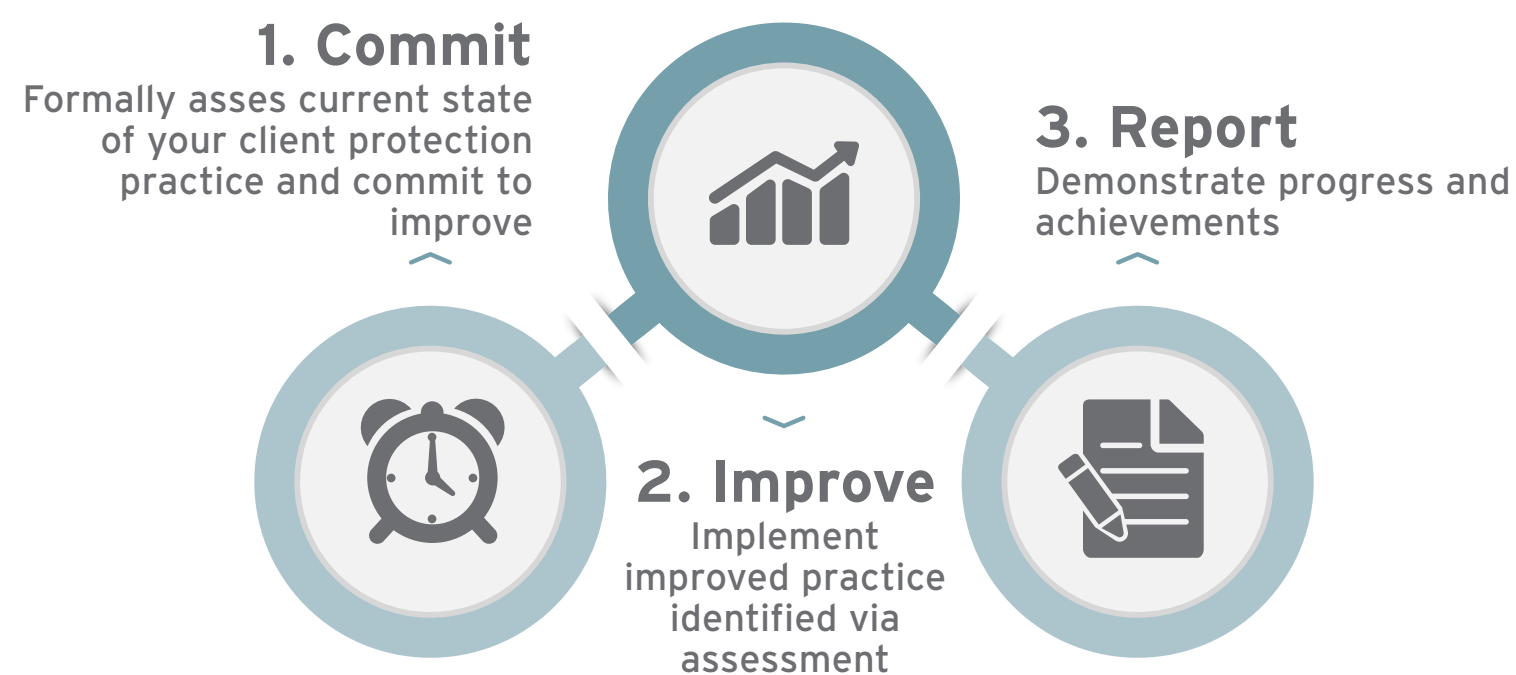 1. Commit
Formally asses current state
of your client protection
practice and commit to
improve
2. Improve
Implement
improved practice
identified via
assessment
3. Report
Demonstrate progress and
achievements